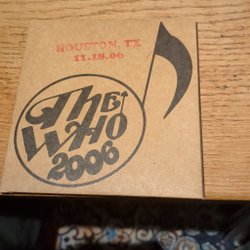 HOUSTON, TX
11.18.06
THE
WHO
2006